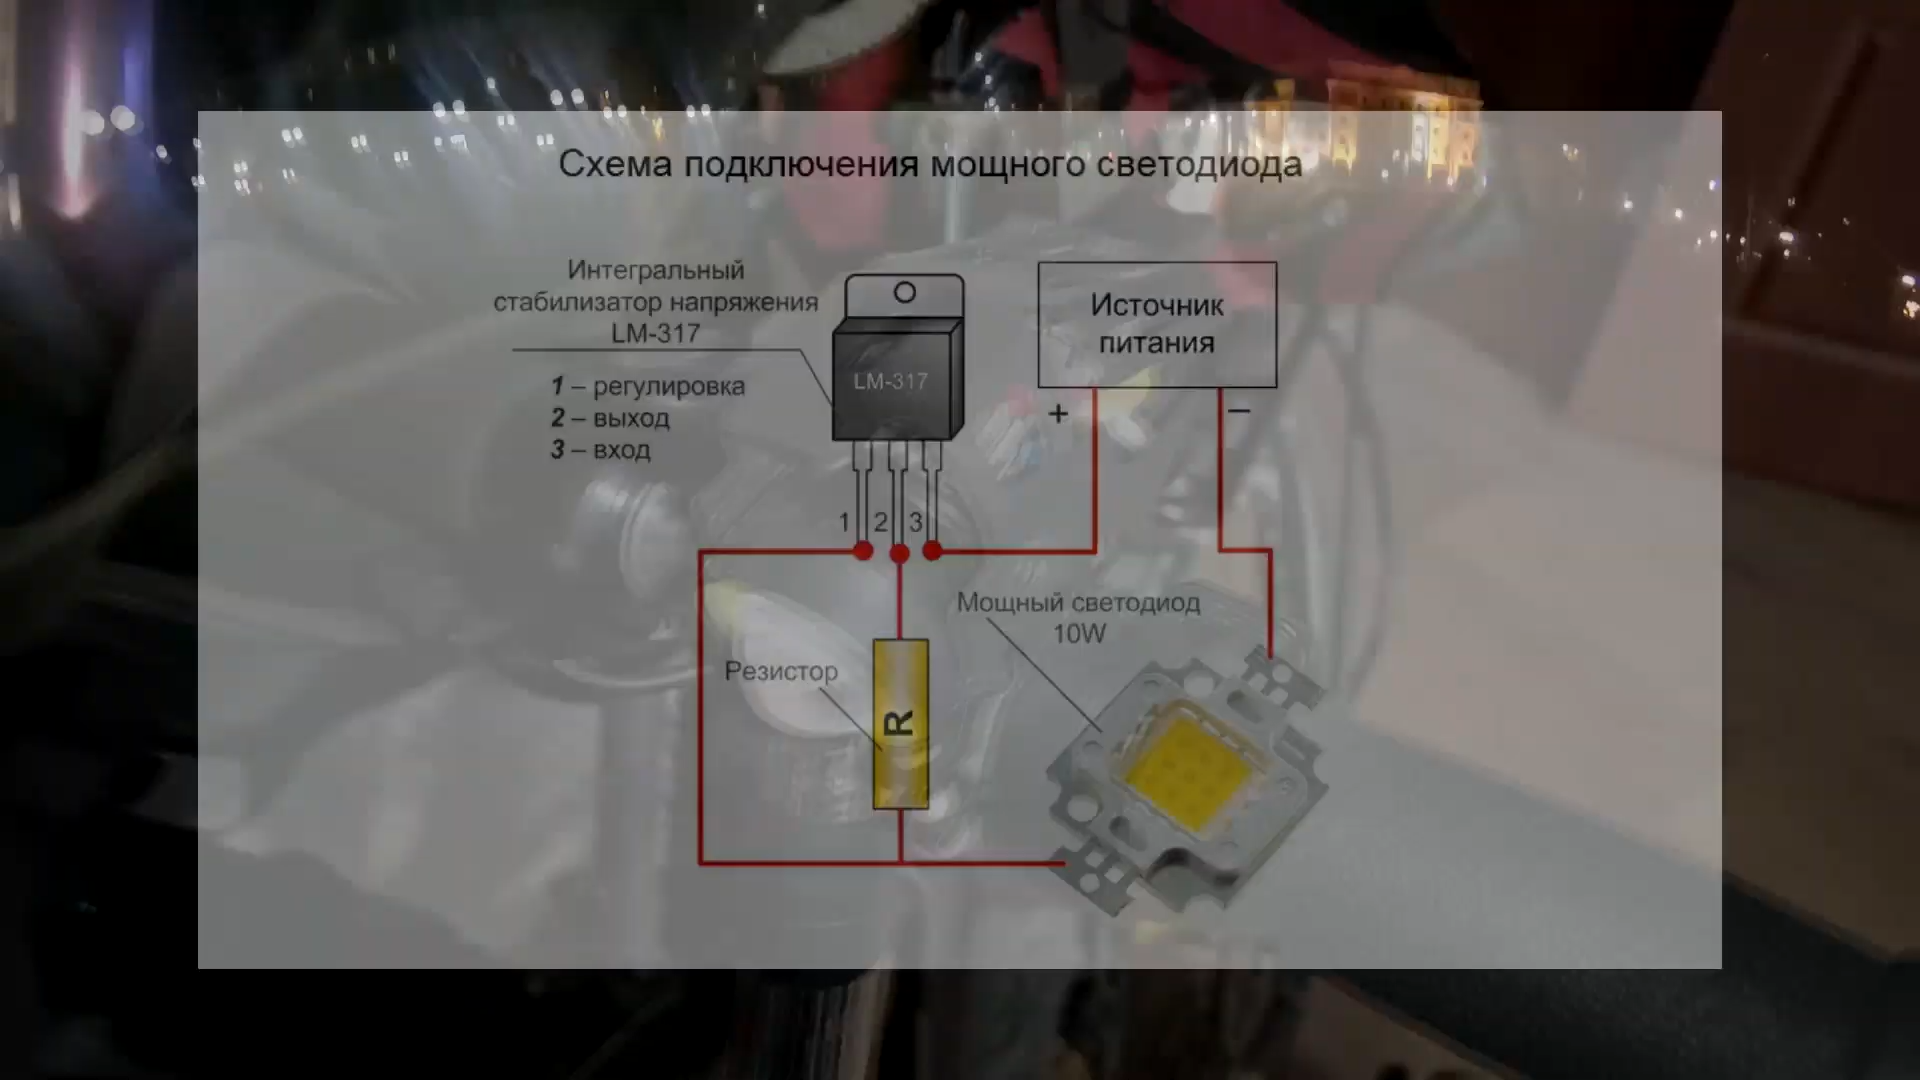 Схема подключения мощного светодиода
Интегральный
стабилизатор напряжения
LM-317
1 – регулировка
2 – выход
3 – вход
LM-317
Источник
питания
+
–
1 2 3
Мощный светодиод
10W
Резистор
R